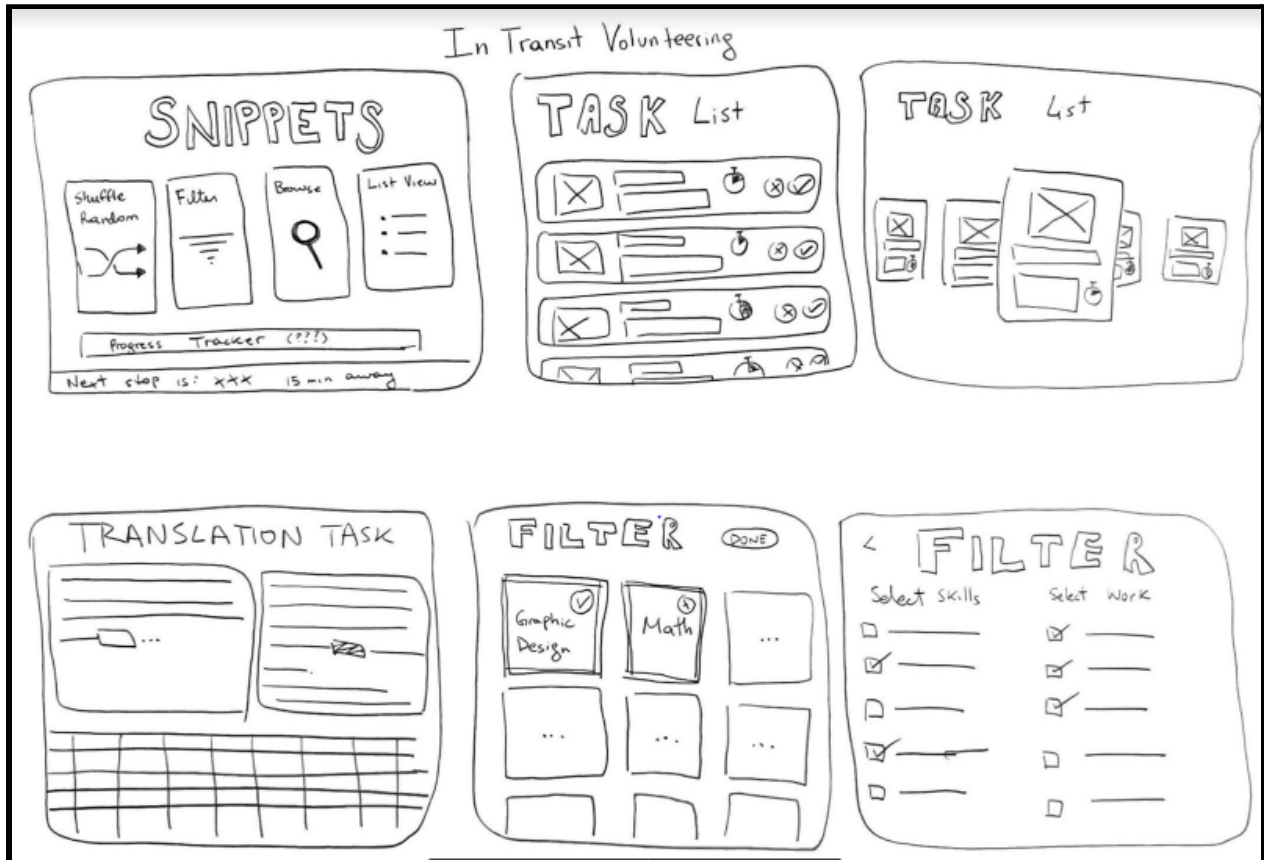 In Transit Volunteering
SNIPPETS
Shuffle
Random
Filter
Browse
List View
Progress Tracker (???)
Next stop is: xxx 15 min away
TASK List
TASK List
TRANSLATION TASK
...
FILTER
DONE
Graphic
Design
Math
...
...
...
...
< FILTER
Select Skills
Select Work